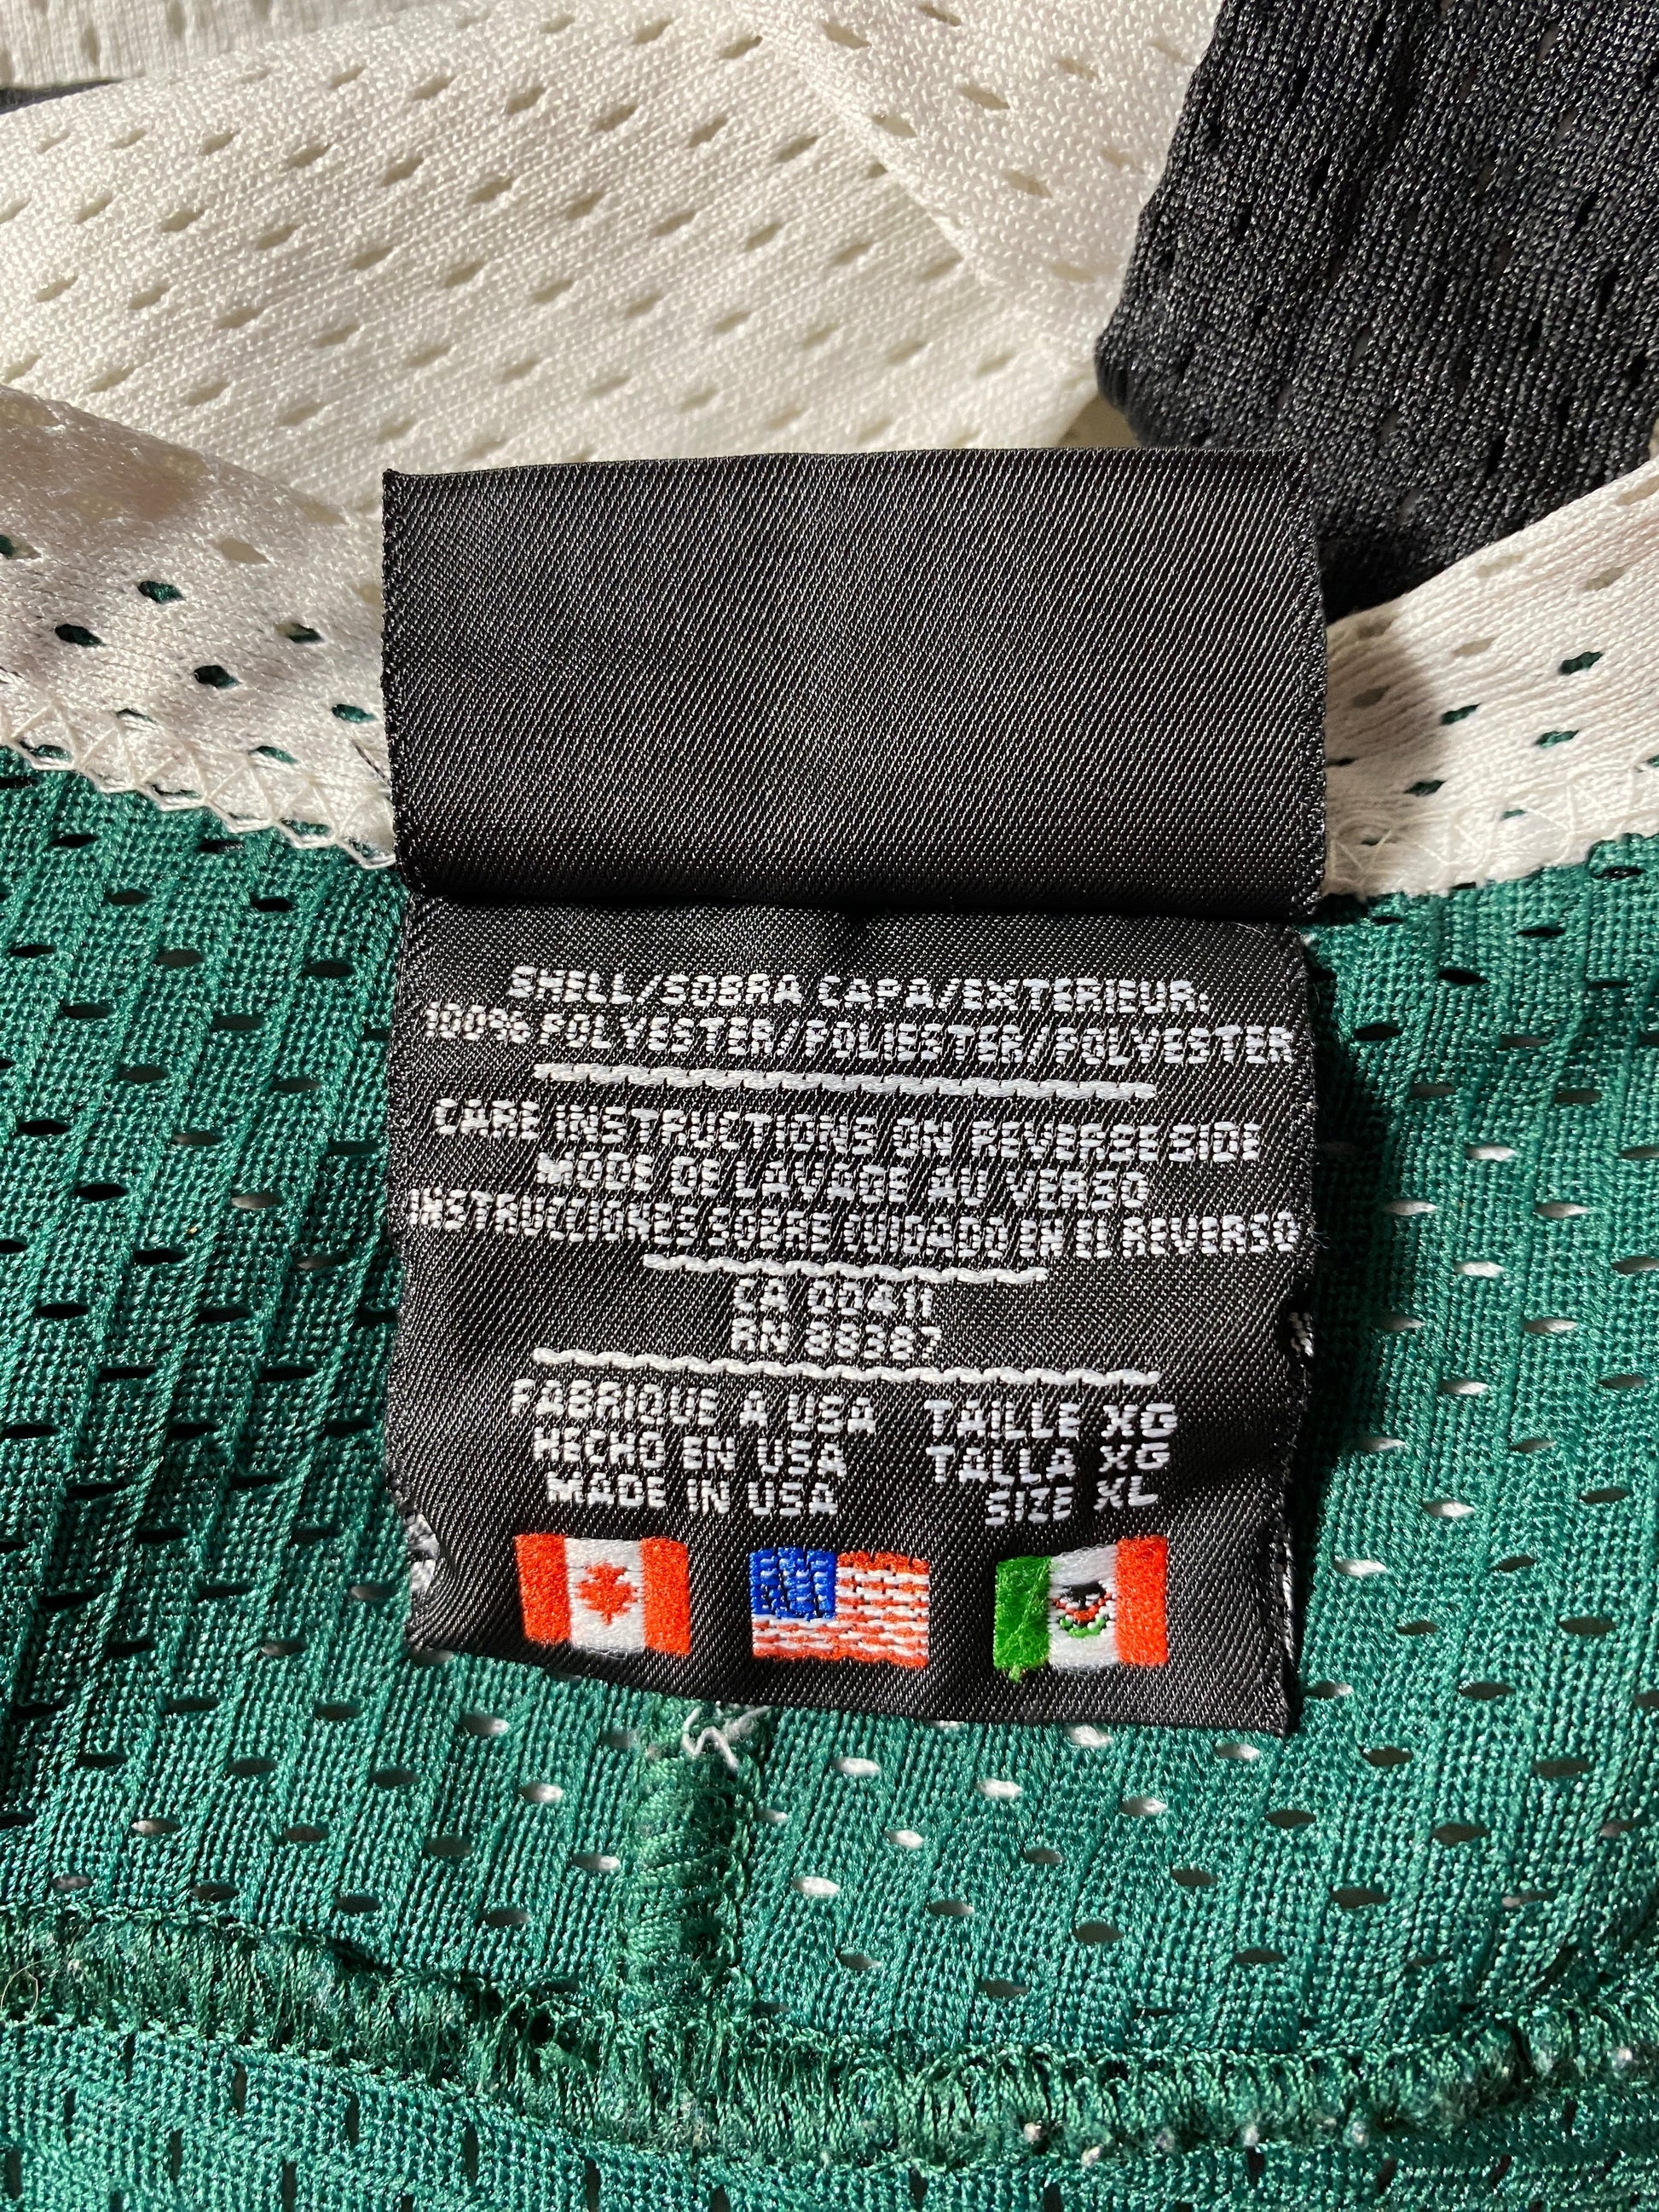 SHELL/SOBRA CAPA/EXTERIEUR:
100% POLYESTER/POLIESTER/POLYESTER
CARE INSTRUCTIONS ON REVERSE SIDE
MODE DE LAVAGE AU VERSO
INSTRUCCIONES SOBRE CUIDADO EN EL REVERSO
CA 00411
RN 88387
FABRIQUE A USA TAILLE XG
HECHO EN USA TALLA XG
MADE IN USA SIZE XL